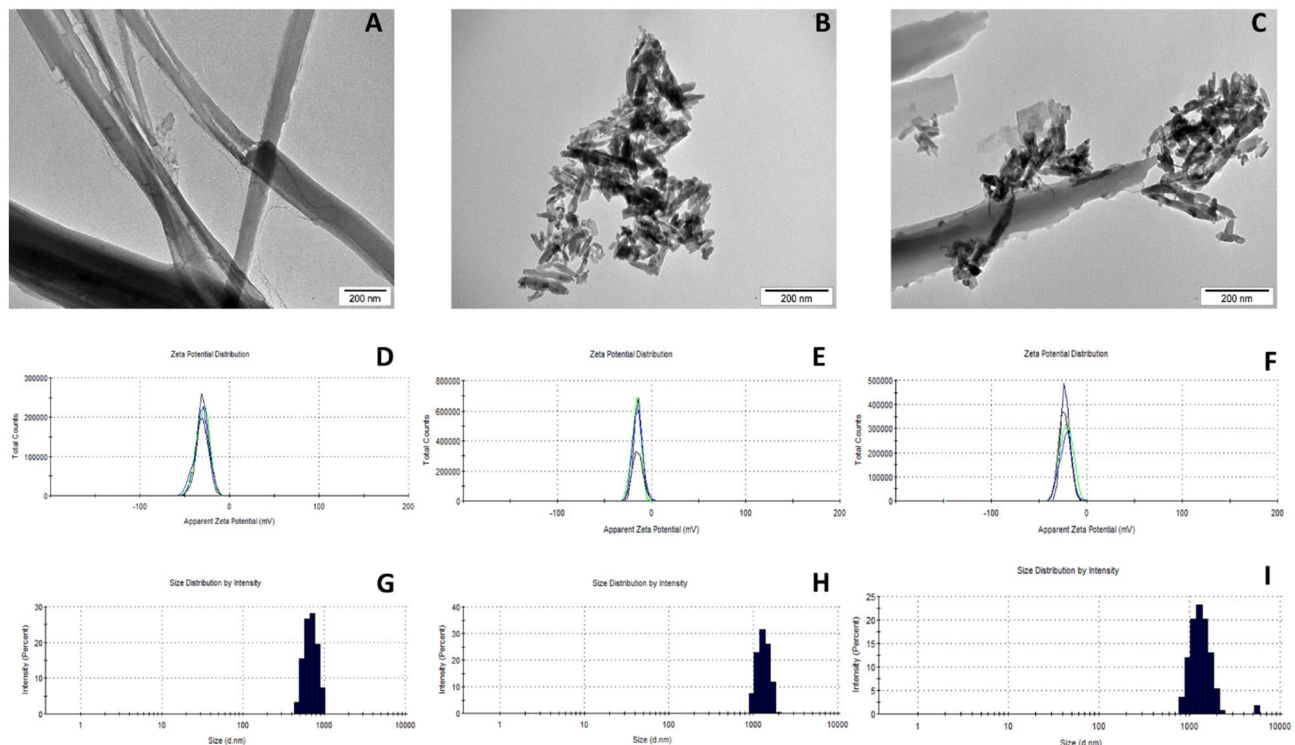 A
B
C
200 nm
200 nm
200 nm
D
E
F
Zeta Potential Distribution
Zeta Potential Distribution
Zeta Potential Distribution
Total Counts
300000
200000
100000
0
-100
0
100
200
Apparent Zeta Potential (mV)
Total Counts
800000
600000
400000
200000
0
-100
0
100
200
Apparent Zeta Potential (mV)
Total Counts
500000
400000
300000
200000
100000
0
-100
0
100
200
Apparent Zeta Potential (mV)
G
H
I
Size Distribution by Intensity
Size Distribution by Intensity
Size Distribution by Intensity
Intensity (Percent)
30
20
10
0
1
10
100
1000
10000
Size (d.nm)
Intensity (Percent)
40
30
20
10
0
1
10
100
1000
10000
Size (d.nm)
Intensity (Percent)
25
20
15
10
5
0
1
10
100
1000
10000
Size (d.nm)